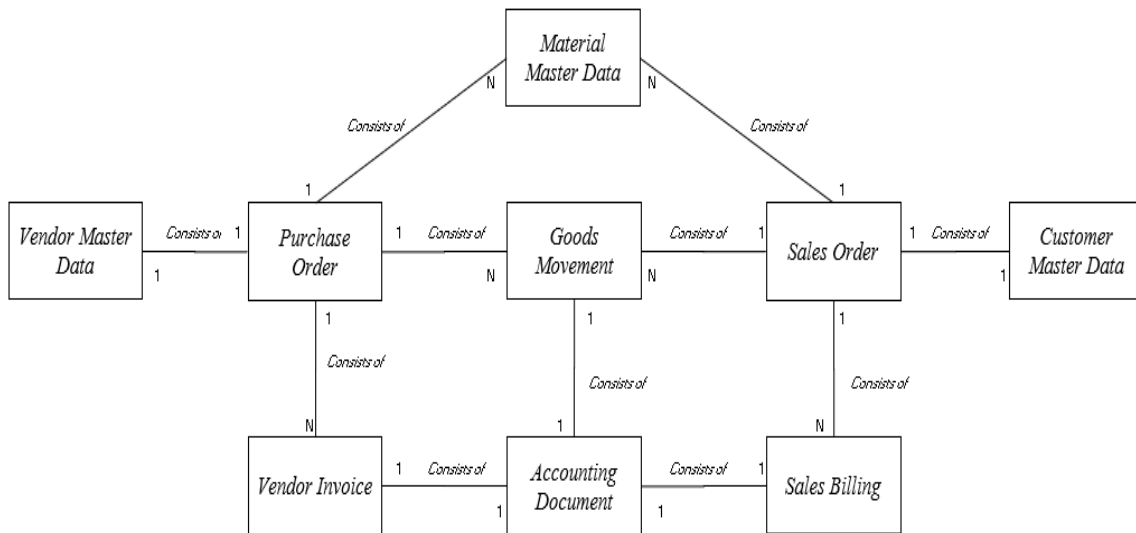 Material
Master Data
N
N
Consists of
Consists of
1
1
Vendor Master
Data
Consists of
1
1
Purchase
Order
1
Consists of
N
Goods
Movement
Consists of
1
N
Sales Order
1
Consists of
1
Customer
Master Data
1
1
1
Consists of
Consists of
Consists of
N
1
N
Vendor Invoice
1
Consists of
1
Accounting
Document
Consists of
1
1
Sales Billing